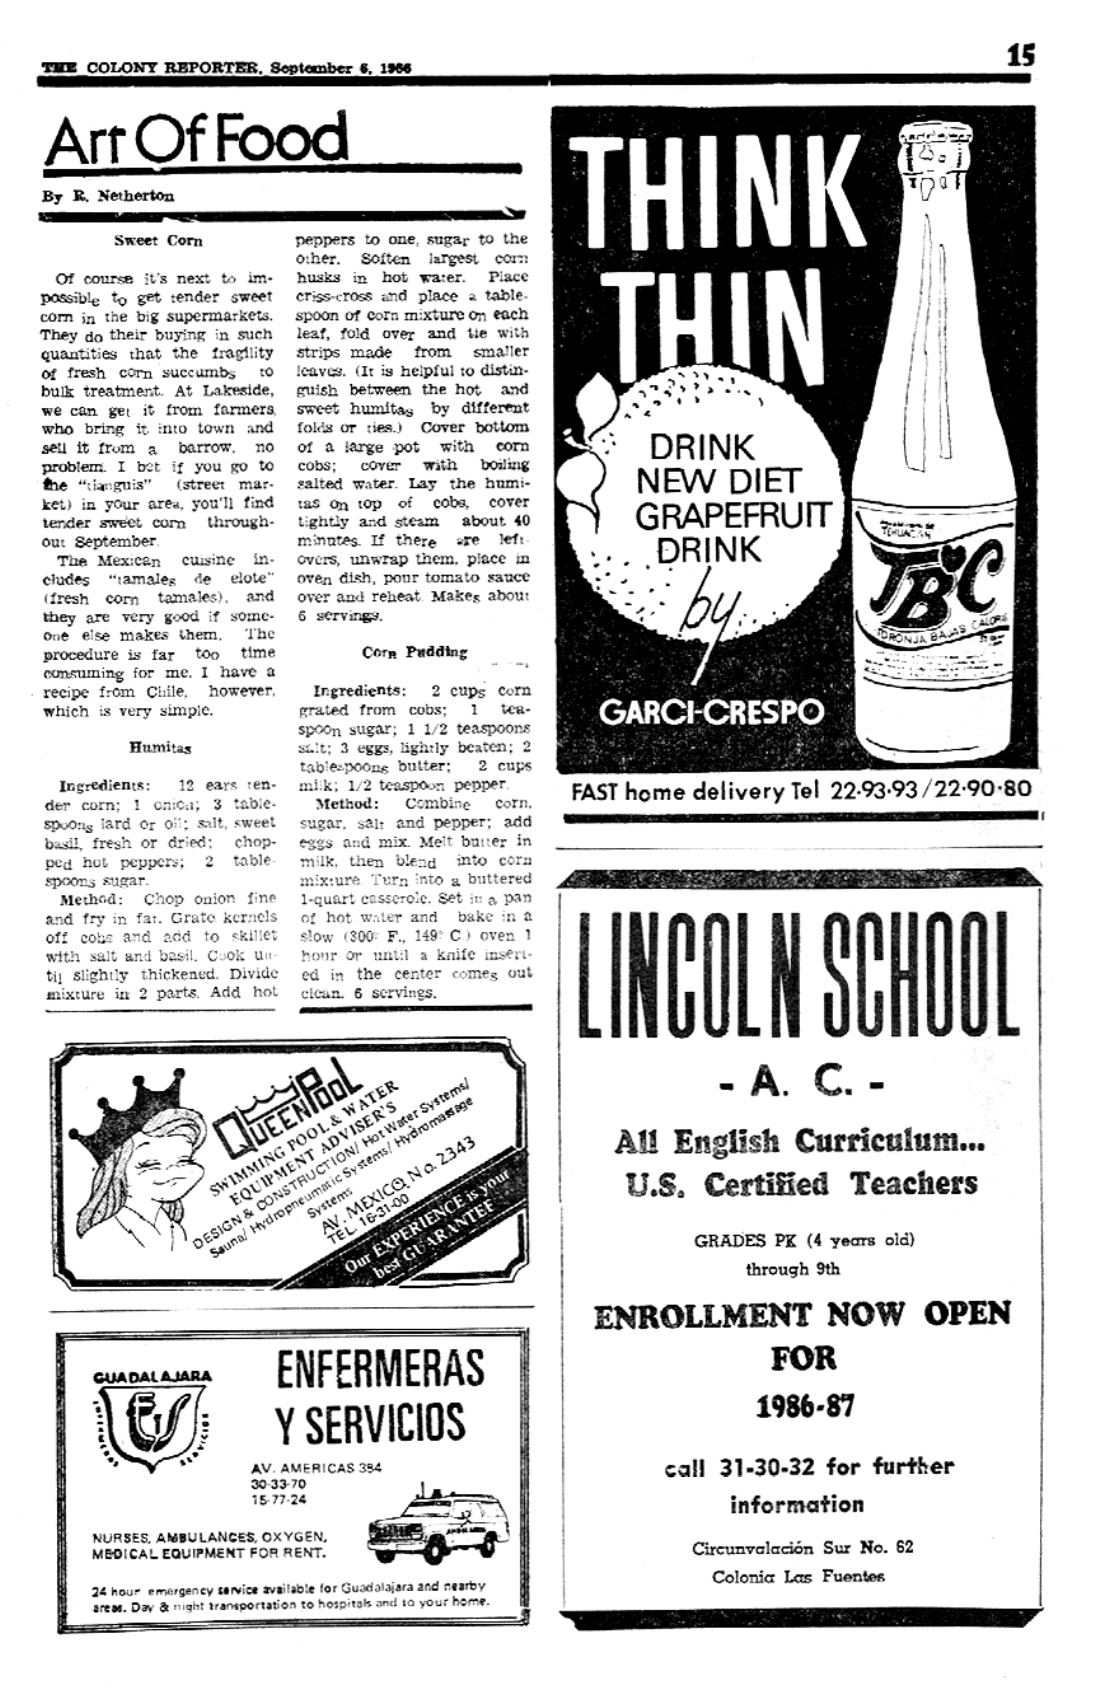 THE COLONY REPORTER, September 6, 1986
15
Art Of Food
By R. Netherton
Sweet Corn
Of course it's next to im-
possible to get tender sweet
corn in the big supermarkets.
They do their buying in such
quantities that the fragility
of fresh corn succumbs to
bulk treatment. At Lakeside,
we can get it from farmers,
who bring it into town and
sell it from a barrow, no
problem. I bet if you go to
the "tianguis" (street mar-
ket) in your area, you'll find
tender sweet corn through-
out September.
The Mexican cuisine in-
cludes "tamales de elote"
(fresh corn tamales), and
they are very good if some-
one else makes them. The
procedure is far too time
consuming for me. I have a
recipe from Chile, however,
which is very simple.
Humitas
Ingredients: 12 ears ten-
der corn; 1 onion; 3 table-
spoons lard or oil; salt, sweet
basil, fresh or dried; chop-
ped hot peppers; 2 table-
spoons sugar.
Method: Chop onion fine
and fry in fat. Grate kernels
off cobs and add to skillet
with salt and basil. Cook un-
til slightly thickened. Divide
mixture in 2 parts. Add hot
peppers to one, sugar to the
other. Soften largest corn
husks in hot water. Place
criss-cross and place a table-
spoon of corn mixture on each
leaf, fold over and tie with
strips made from smaller
leaves. (It is helpful to distin-
guish between the hot and
sweet humitas by different
folds or ties.) Cover bottom
of a large pot with corn
cobs; cover with boiling
salted water. Lay the humi-
tas on top of cobs, cover
tightly and steam about 40
minutes. If there are left-
overs, unwrap them, place in
oven dish, pour tomato sauce
over and reheat. Makes about
6 servings.
Corn Pudding
Ingredients: 2 cups corn
grated from cobs; 1 tea-
spoon sugar; 1 1/2 teaspoons
salt; 3 eggs, lightly beaten; 2
tablespoons butter; 2 cups
milk; 1/2 teaspoon pepper.
Method: Combine corn,
sugar, salt and pepper; add
eggs and mix. Melt butter in
milk, then blend into corn
mixture. Turn into a buttered
1-quart casserole. Set in a pan
of hot water and bake in a
slow (300° F., 149° C.) oven 1
hour or until a knife insert-
ed in the center comes out
clean. 6 servings.
THINK
THIN
DRINK
NEW DIET
GRAPEFRUIT
DRINK
by
GARCI-CRESPO
TEHUACAN
TBC
TORONJA BAJAS CALORIAS
FAST home delivery Tel 22·93·93/22·90·80
QUEENPOOL
SWIMMING POOL & WATER
EQUIPMENT ADVISER'S
DESIGN & CONSTRUCTION/ Hot Water Systems/
Sauna/ Hydropneumatic Systems/ Hydromassage
Systems
AV. MEXICO No. 2343
TEL. 16-31-00
Our EXPERIENCE is your
best GUARANTEE
GUADALAJARA
ENFERMERAS
SERVICIOS
ENFERMERAS
Y SERVICIOS
AV. AMERICAS 384
30-33-70
15-77-24
AMBULANCE
NURSES, AMBULANCES, OXYGEN,
MEDICAL EQUIPMENT FOR RENT.
24 hour emergency service available for Guadalajara and nearby
areas. Day & night transportation to hospitals and to your home.
LINCOLN SCHOOL
- A. C. -
All English Curriculum...
U.S. Certified Teachers
GRADES PK (4 years old)
through 9th
ENROLLMENT NOW OPEN
FOR
1986-87
call 31-30-32 for further
information
Circunvalación Sur No. 62
Colonia Las Fuentes